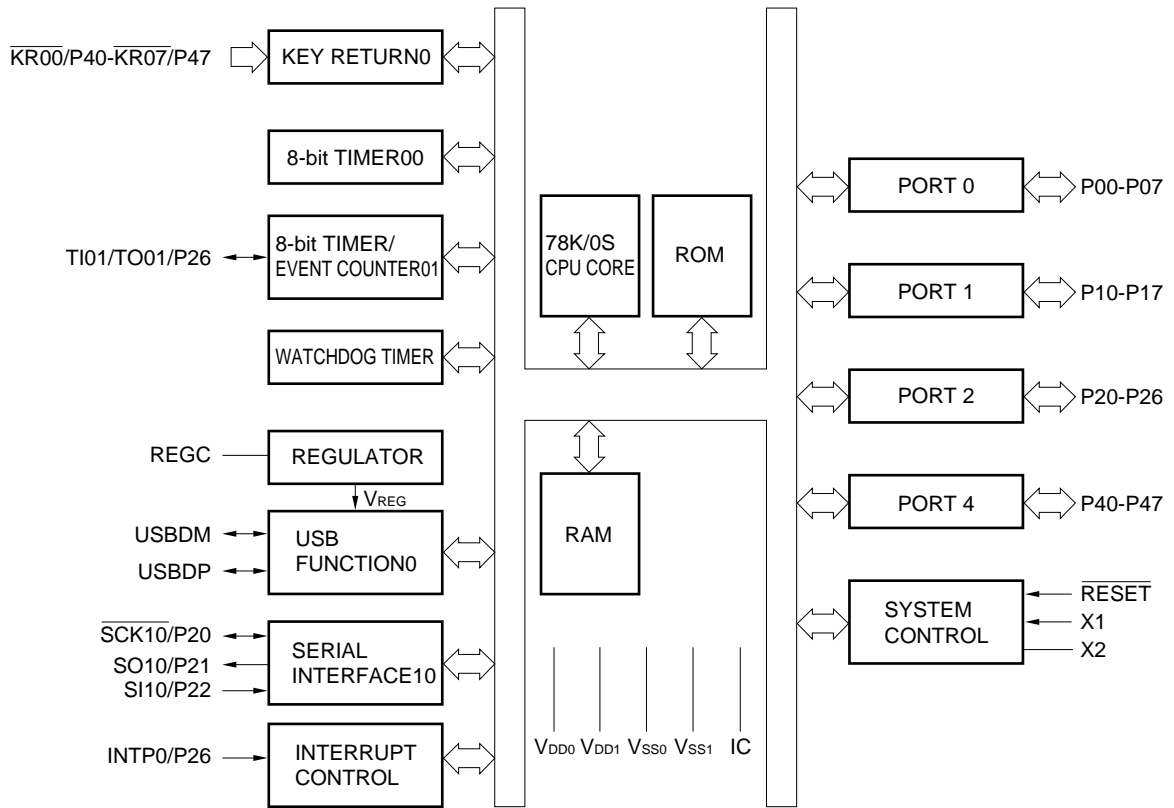 KR00/P40-KR07/P47
KEY RETURN0
8-bit TIMER00
TI01/TO01/P26
8-bit TIMER/
EVENT COUNTER01
WATCHDOG TIMER
REGC
REGULATOR
VREG
USBDM
USBDP
USB
FUNCTION0
SCK10/P20
SO10/P21
SI10/P22
SERIAL
INTERFACE10
INTP0/P26
INTERRUPT
CONTROL
78K/0S
CPU CORE
ROM
RAM
VDD0 VDD1 VSS0 VSS1 IC
PORT 0
P00-P07
PORT 1
P10-P17
PORT 2
P20-P26
PORT 4
P40-P47
SYSTEM
CONTROL
RESET
X1
X2